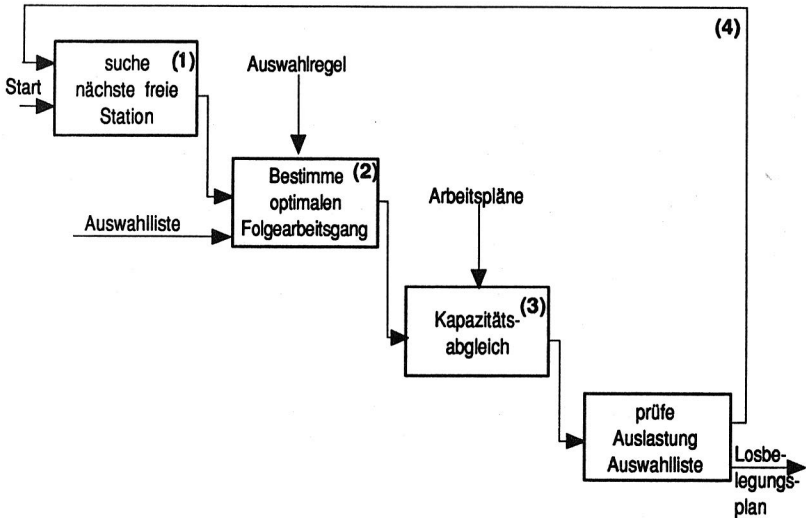 (4)
suche (1)
nächste freie
Station
Start
Auswahlregel
Bestimme (2)
optimalen
Folgearbeitsgang
Auswahlliste
Arbeitspläne
(3)
Kapazitäts-
abgleich
prüfe
Auslastung
Auswahlliste
Losbe-
legungs-
plan